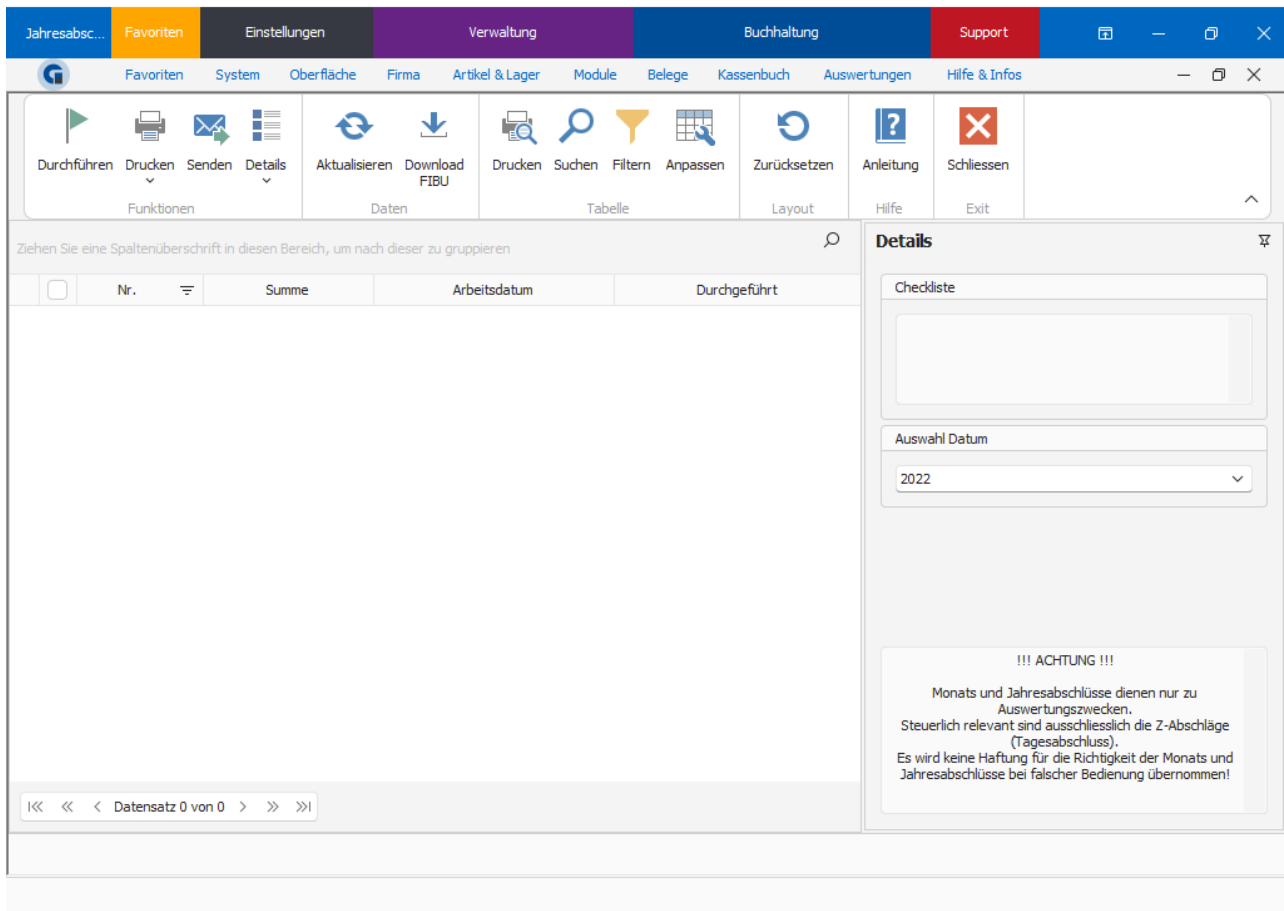 Jahresabsc... Favoriten Einstellungen Verwaltung Buchhaltung Support
Favoriten System Oberfläche Firma Artikel & Lager Module Belege Kassenbuch Auswertungen Hilfe & Infos
Durchführen Drucken Senden Details Aktualisieren Download Drucken Suchen Filtern Anpassen Zurücksetzen Anleitung Schliessen
FIBU
Funktionen Daten Tabelle Layout Hilfe Exit
Ziehen Sie eine Spaltenüberschrift in diesen Bereich, um nach dieser zu gruppieren
Nr. Summe Arbeitsdatum Durchgeführt
Datensatz 0 von 0
Details
Checkliste
Auswahl Datum
2022
!!! ACHTUNG !!!
Monats und Jahresabschlüsse dienen nur zu
Auswertungszwecken.
Steuerlich relevant sind ausschliesslich die Z-Abschläge
(Tagesabschluss).
Es wird keine Haftung für die Richtigkeit der Monats und
Jahresabschlüsse bei falscher Bedienung übernommen!